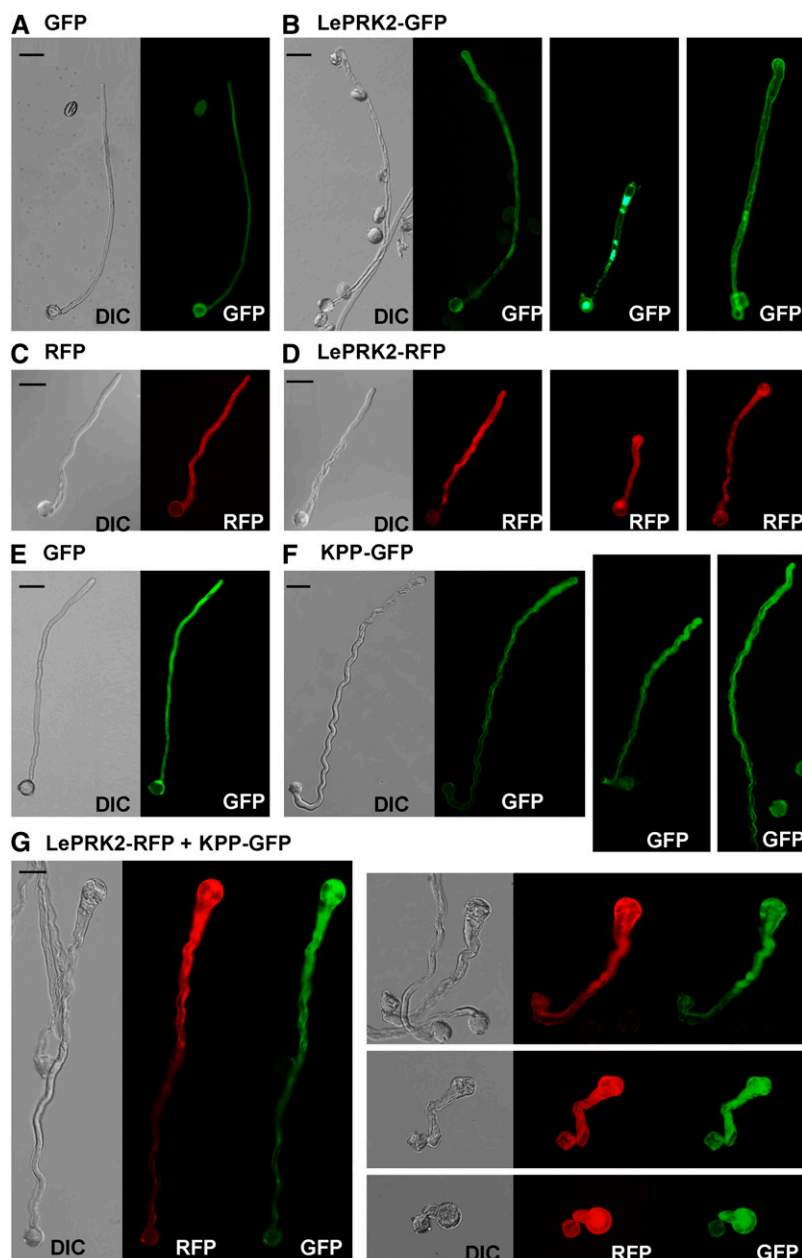 A GFP
B LePRK2-GFP
DIC GFP
DIC GFP GFP GFP
C RFP
D LePRK2-RFP
DIC RFP
DIC RFP RFP RFP
E GFP
F KPP-GFP
DIC GFP
DIC GFP
GFP GFP
G LePRK2-RFP + KPP-GFP
DIC RFP GFP
DIC RFP GFP